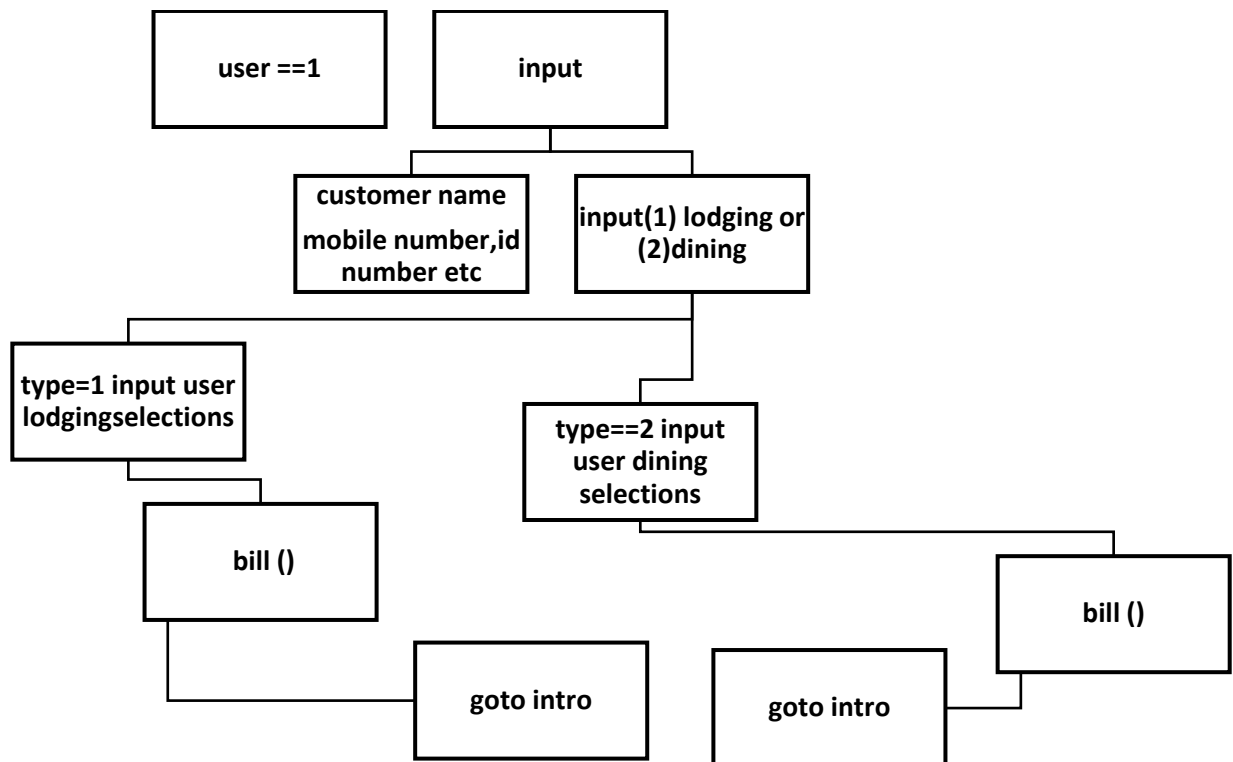 user ==1
input
customer name
mobile number,id
number etc
input(1) lodging or
(2)dining
type=1 input user
lodgingselections
type==2 input
user dining
selections
bill ()
bill ()
goto intro
goto intro